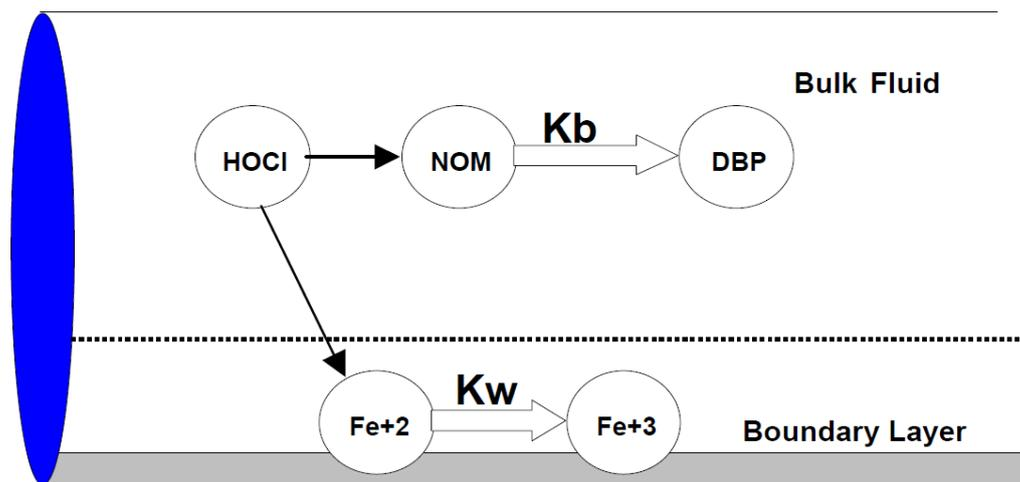 Bulk Fluid
Kb
HOCl
NOM
DBP
Kw
Fe+2
Fe+3
Boundary Layer